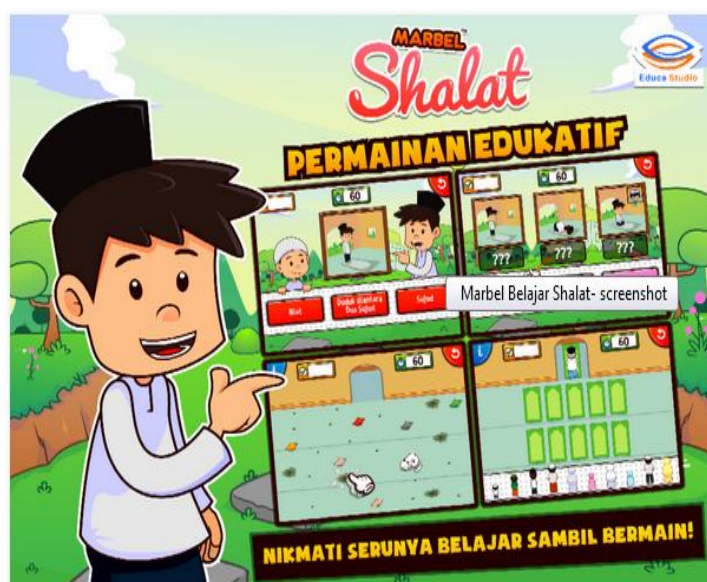 MARBEL
Shalat
Educa Studio
PERMAINAN EDUKATIF
60
60
Niat
Duduk diantara
Dua Sujud
Sujud
???
???
???
Marbel Belajar Shalat- screenshot
60
60
NIKMATI SERUNYA BELAJAR SAMBIL BERMAIN!